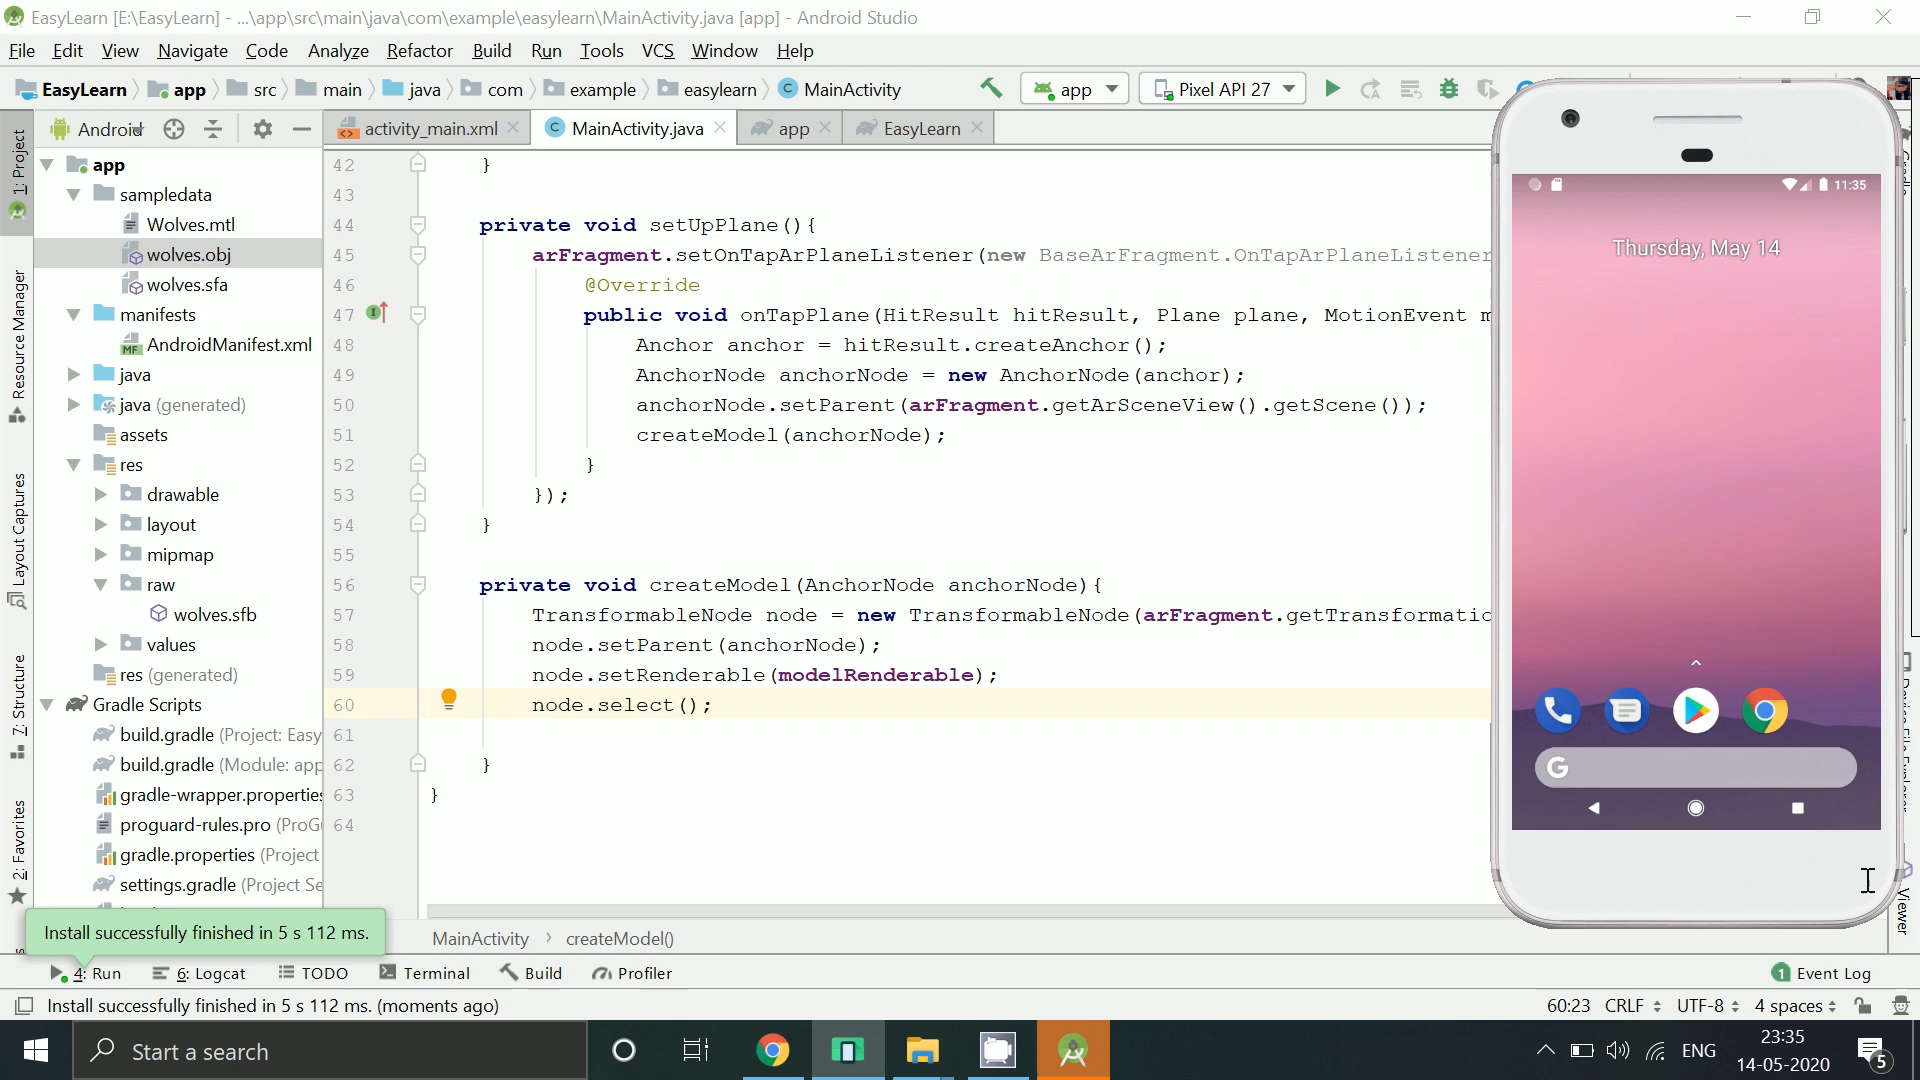 EasyLearn [E:\EasyLearn] - ...\app\src\main\java\com\example\easylearn\MainActivity.java [app] - Android Studio
File Edit View Navigate Code Analyze Refactor Build Run Tools VCS Window Help
EasyLearn app src main java com example easylearn MainActivity app Pixel API 27
Android activity_main.xml MainActivity.java app EasyLearn
1: Project
Resource Manager
Layout Captures
7: Structure
2: Favorites
app
sampledata
Wolves.mtl
wolves.obj
wolves.sfa
manifests
AndroidManifest.xml
java
java (generated)
assets
res
drawable
layout
mipmap
raw
wolves.sfb
values
res (generated)
Gradle Scripts
build.gradle (Project: Easy
build.gradle (Module: app
gradle-wrapper.properties
proguard-rules.pro (ProG
gradle.properties (Project
settings.gradle (Project Se
42 }
43
44 private void setUpPlane(){
45 arFragment.setOnTapArPlaneListener(new BaseArFragment.OnTapArPlaneListener
46 @Override
47 public void onTapPlane(HitResult hitResult, Plane plane, MotionEvent m
48 Anchor anchor = hitResult.createAnchor();
49 AnchorNode anchorNode = new AnchorNode(anchor);
50 anchorNode.setParent(arFragment.getArSceneView().getScene());
51 createModel(anchorNode);
52 }
53 });
54 }
55
56 private void createModel(AnchorNode anchorNode){
57 TransformableNode node = new TransformableNode(arFragment.getTransformatio
58 node.setParent(anchorNode);
59 node.setRenderable(modelRenderable);
60 node.select();
61
62 }
63 }
64
11:35
Thursday, May 14
G
Viewer
Install successfully finished in 5 s 112 ms.
MainActivity createModel()
4: Run 6: Logcat TODO Terminal Build Profiler 1 Event Log
Install successfully finished in 5 s 112 ms. (moments ago) 60:23 CRLF UTF-8 4 spaces
Start a search ENG 23:35
14-05-2020 5